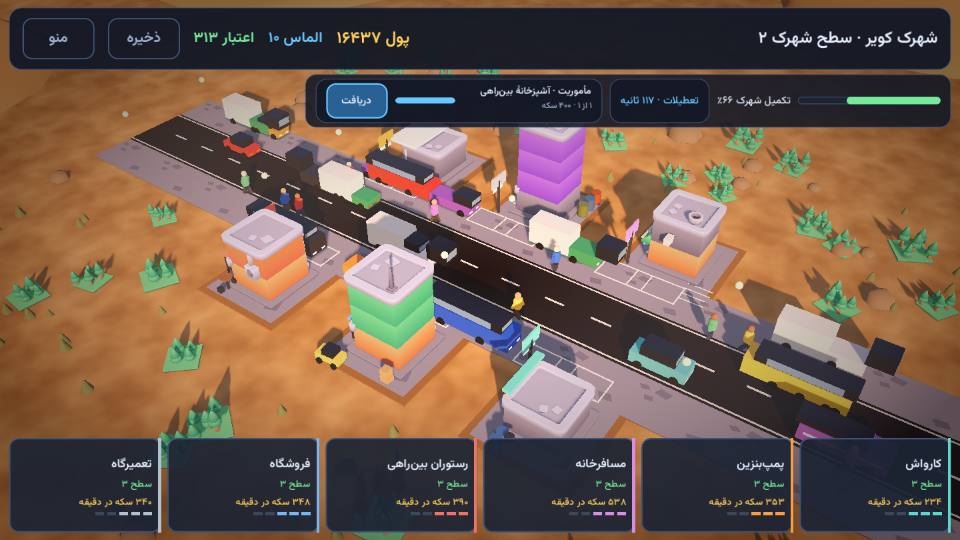 شهرک کویر · سطح شهرک ۲
پول ۱۶۴۳۷
الماس ۱۰
اعتبار ۳۱۳
ذخیره
منو
تکمیل شهرک ۶۶٪
تعطیلات · ۱۱۷ ثانیه
مأموریت · آشپزخانهٔ بین‌راهی
۱ از ۱ · ۴۰۰ سکه
دریافت
کارواش
سطح ۳
۲۳۴ سکه در دقیقه
پمپ‌بنزین
سطح ۳
۳۵۳ سکه در دقیقه
مسافرخانه
سطح ۳
۵۳۸ سکه در دقیقه
رستوران بین‌راهی
سطح ۳
۳۹۰ سکه در دقیقه
فروشگاه
سطح ۳
۳۴۸ سکه در دقیقه
تعمیرگاه
سطح ۳
۳۴۰ سکه در دقیقه